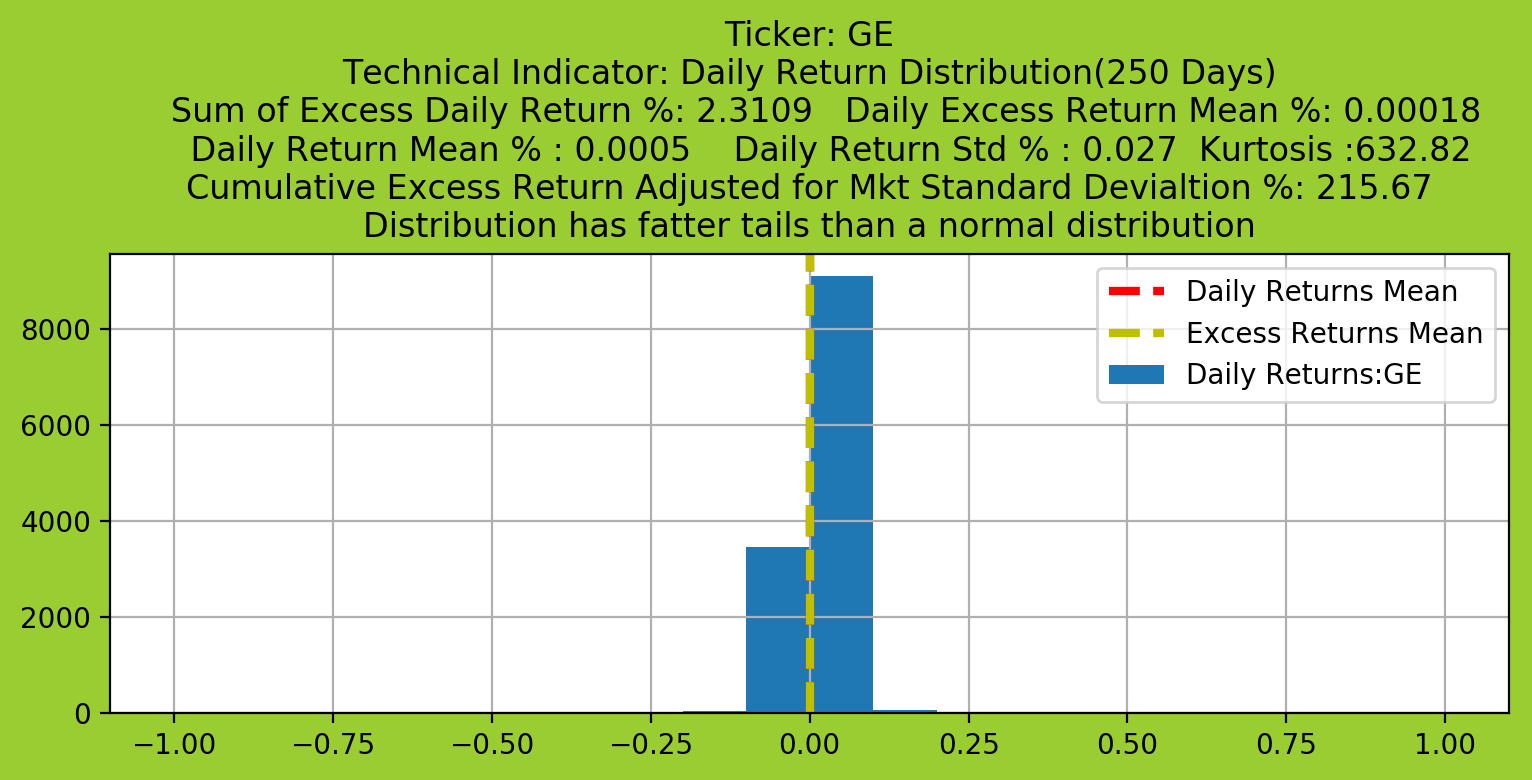 Ticker: GE
Technical Indicator: Daily Return Distribution(250 Days)
Sum of Excess Daily Return %: 2.3109   Daily Excess Return Mean %: 0.00018
Daily Return Mean % : 0.0005    Daily Return Std % : 0.027  Kurtosis :632.82
Cumulative Excess Return Adjusted for Mkt Standard Devialtion %: 215.67
Distribution has fatter tails than a normal distribution
Daily Returns Mean
Excess Returns Mean
Daily Returns:GE
8000
6000
4000
2000
0
−1.00 −0.75 −0.50 −0.25 0.00 0.25 0.50 0.75 1.00